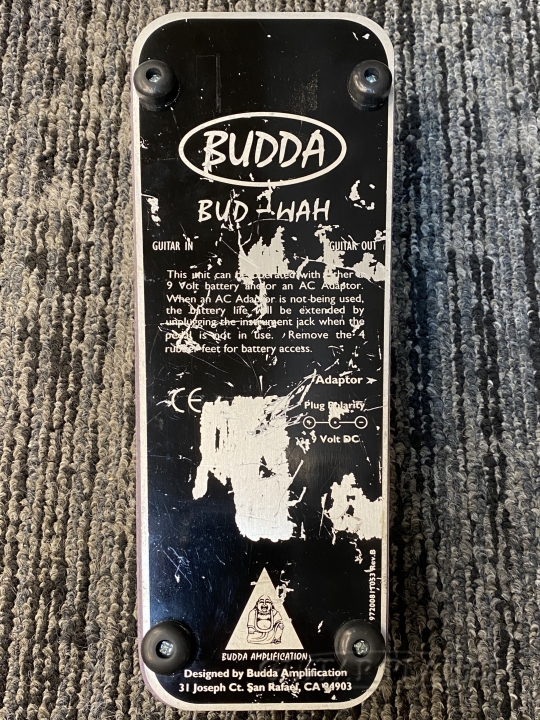 BUDDA
BUD-WAH
GUITAR IN GUITAR OUT
This unit can be operated with either a
9 Volt battery and/or an AC Adaptor.
When an AC Adaptor is not being used,
the battery life will be extended by
unplugging the instrument jack when the
pedal is not in use. Remove the 4
rubber feet for battery access.
Adaptor
CE
Plug Polarity
9 Volt DC
9720081T053 Rev.B
BUDDA AMPLIFICATION
Designed by Budda Amplification
31 Joseph Ct. San Rafael, CA 94903